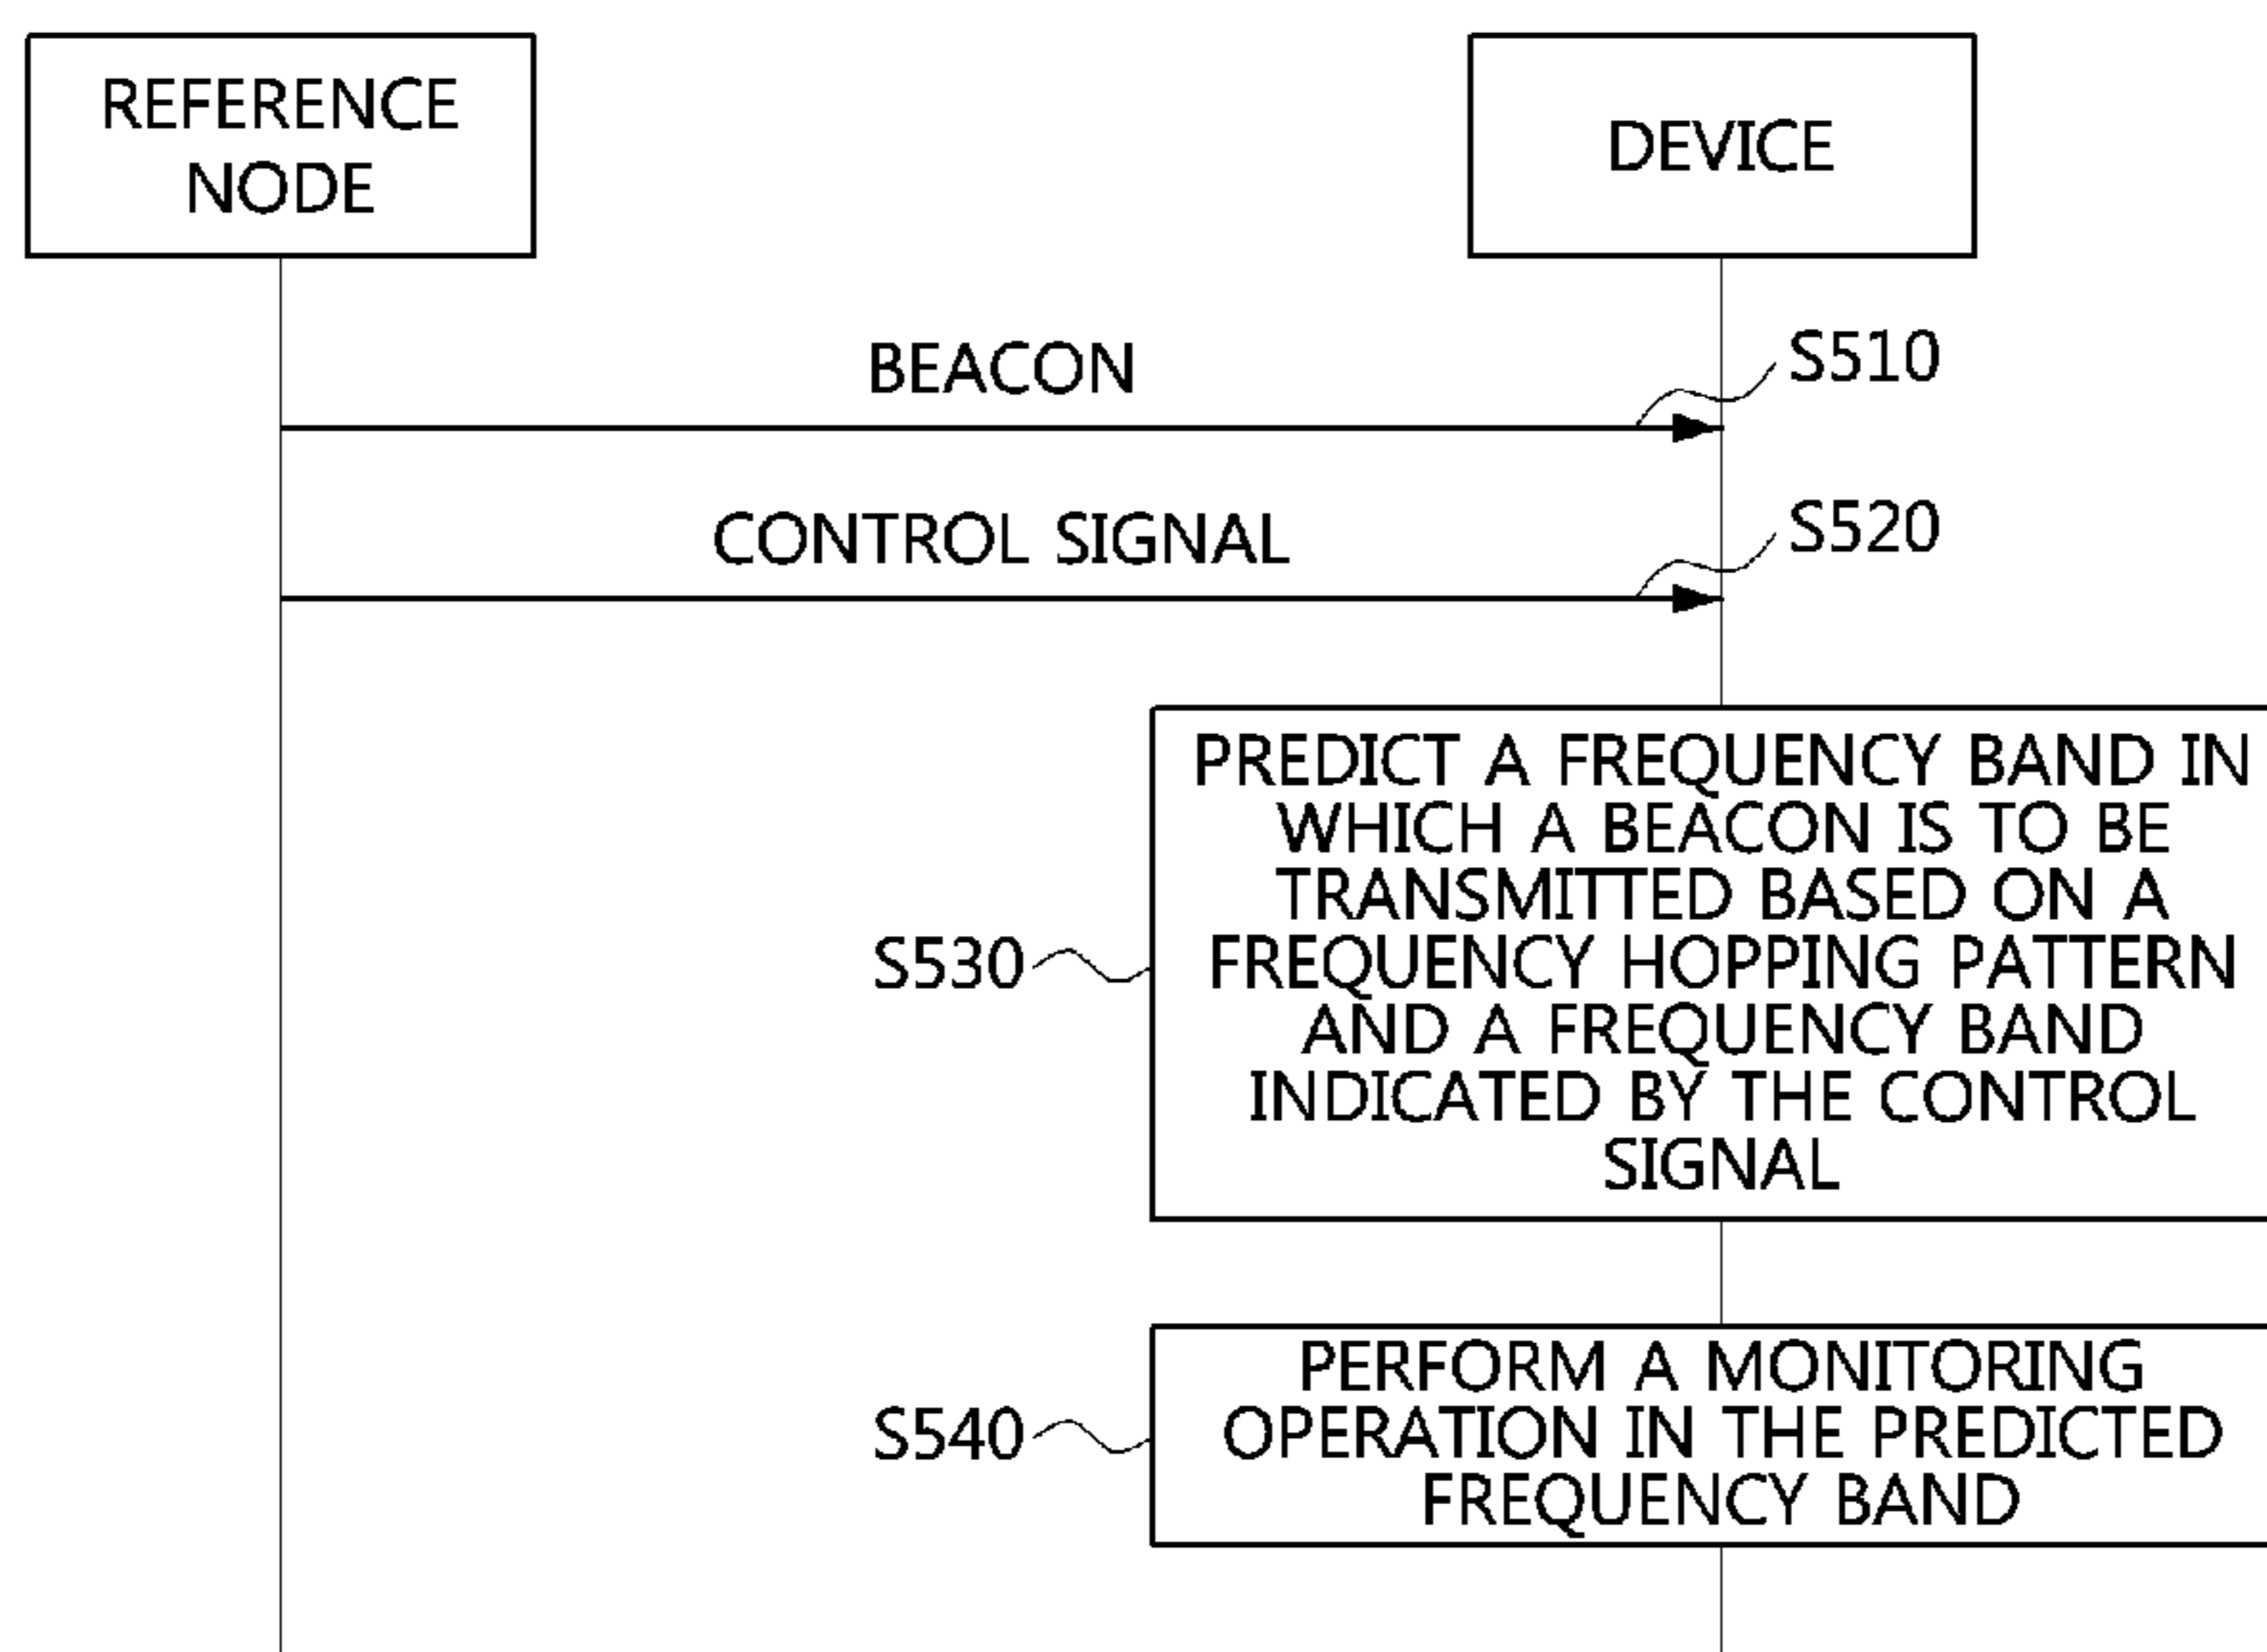 REFERENCE
NODE
DEVICE
BEACON
S510
CONTROL SIGNAL
S520
PREDICT A FREQUENCY BAND IN
WHICH A BEACON IS TO BE
TRANSMITTED BASED ON A
FREQUENCY HOPPING PATTERN
AND A FREQUENCY BAND
INDICATED BY THE CONTROL
SIGNAL
S530
PERFORM A MONITORING
OPERATION IN THE PREDICTED
FREQUENCY BAND
S540